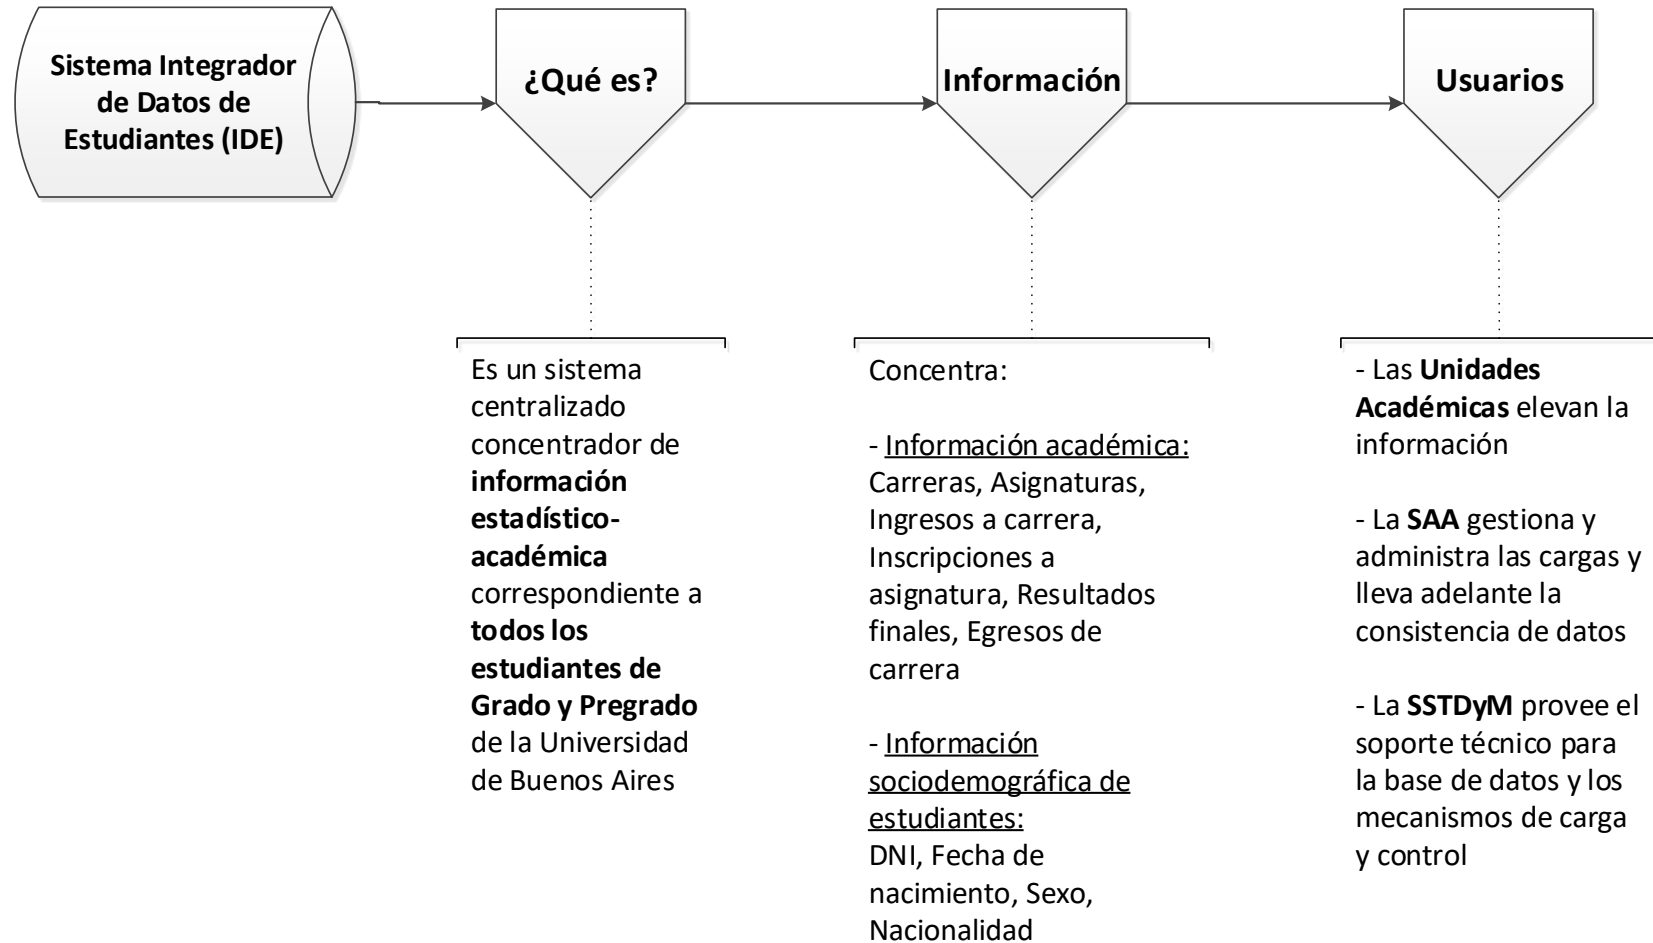 Sistema Integrador
de Datos de
Estudiantes (IDE)
¿Qué es?
Información
Usuarios
Es un sistema
centralizado
concentrador de
información
estadístico-
académica
correspondiente a
todos los
estudiantes de
Grado y Pregrado
de la Universidad
de Buenos Aires
Concentra:
- Información académica:
Carreras, Asignaturas,
Ingresos a carrera,
Inscripciones a
asignatura, Resultados
finales, Egresos de
carrera
- Información
sociodemográfica de
estudiantes:
DNI, Fecha de
nacimiento, Sexo,
Nacionalidad
- Las Unidades
Académicas elevan la
información
- La SAA gestiona y
administra las cargas y
lleva adelante la
consistencia de datos
- La SSTDyM provee el
soporte técnico para
la base de datos y los
mecanismos de carga
y control